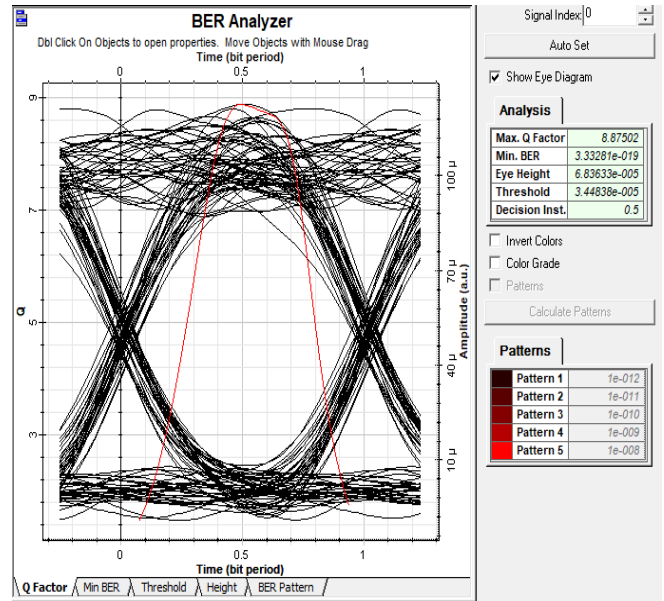 BER Analyzer
Dbl Click On Objects to open properties. Move Objects with Mouse Drag
Time (bit period)
0 0.5 1
9
7
5
3
Q
100 µ
70 µ
40 µ
10 µ
Amplitude (a.u.)
0 0.5 1
Time (bit period)
Q Factor Min BER Threshold Height BER Pattern
Signal Index: 0
Auto Set
Show Eye Diagram
Analysis
Max. Q Factor 8.87502
Min. BER 3.33281e-019
Eye Height 6.83633e-005
Threshold 3.44838e-005
Decision Inst. 0.5
Invert Colors
Color Grade
Patterns
Calculate Patterns
Patterns
Pattern 1 1e-012
Pattern 2 1e-011
Pattern 3 1e-010
Pattern 4 1e-009
Pattern 5 1e-008